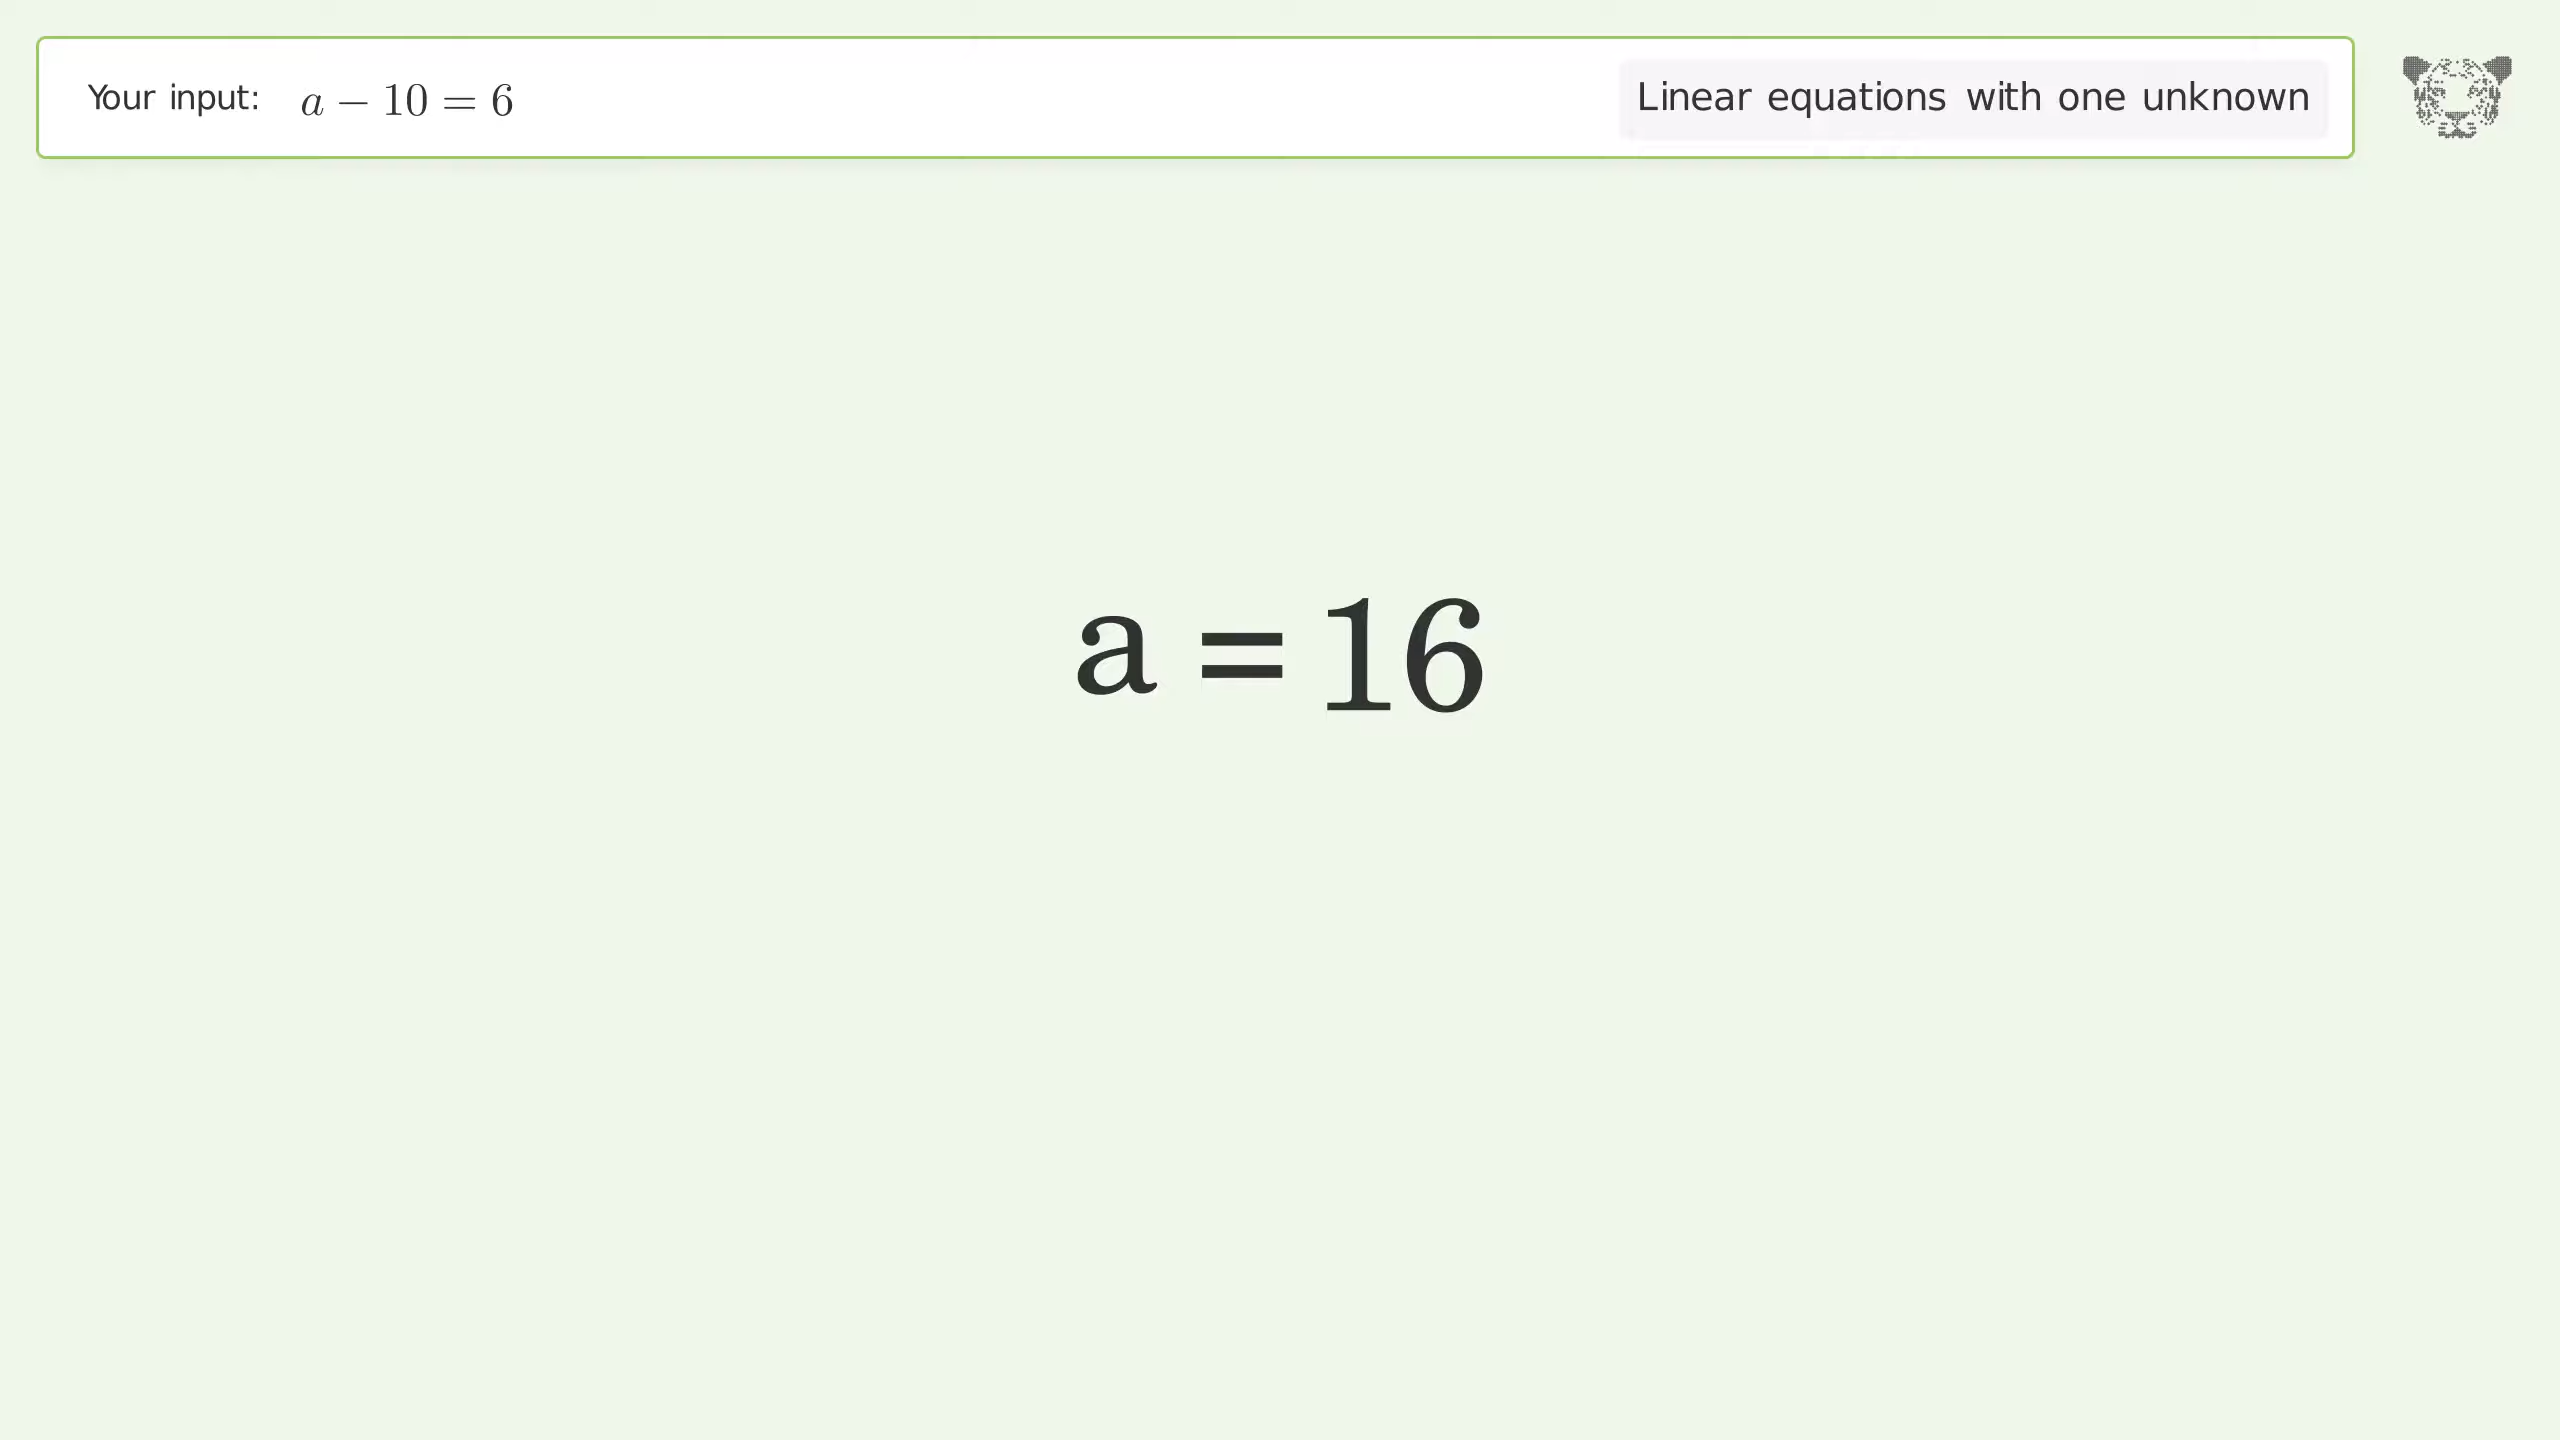 Your input: a − 10 = 6 Linear equations with one unknown
a = 16